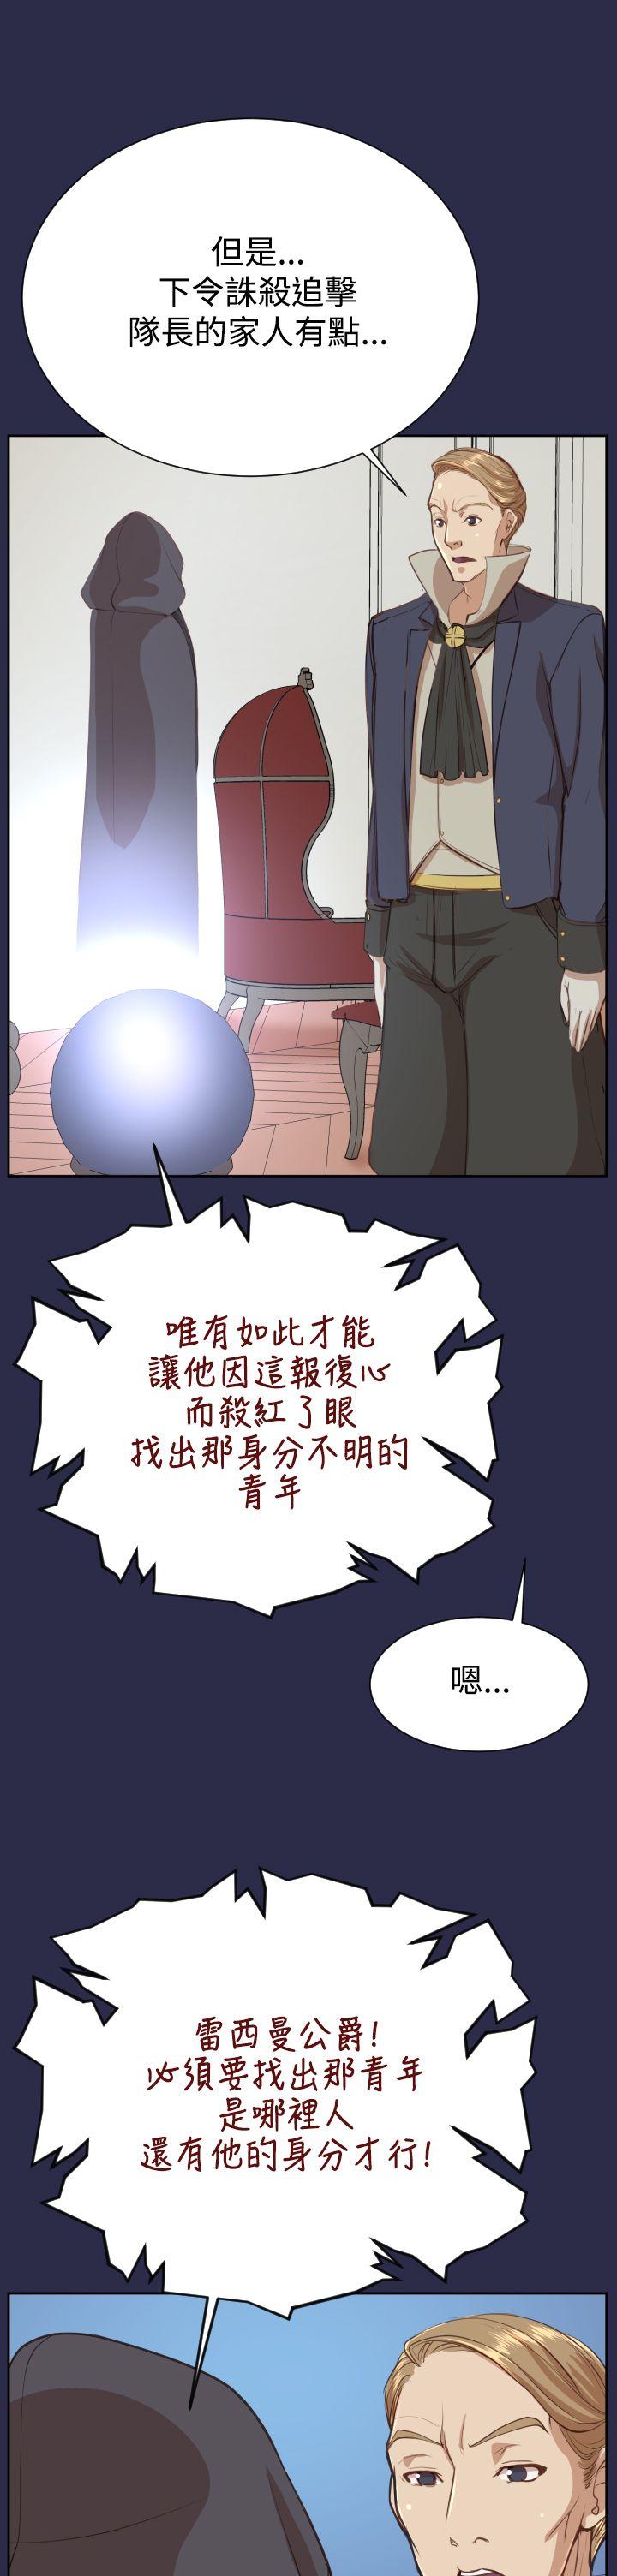 但是...
下令誅殺追擊
隊長的家人有點...
唯有如此才能
讓他因這報復心
而殺紅了眼
找出那身分不明的
青年
嗯...
雷西曼公爵!
必須要找出那青年
是哪裡人
還有他的身分才行!